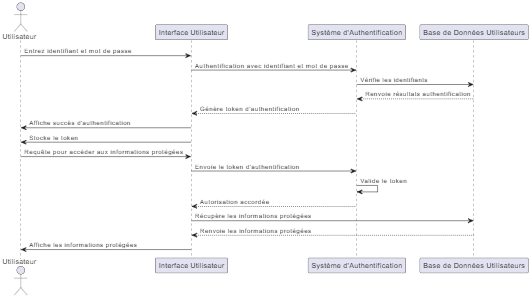 Utilisateur
Interface Utilisateur
Système d'Authentification
Base de Données Utilisateurs
Entrez identifiant et mot de passe
Authentification avec identifiant et mot de passe
Vérifie les identifiants
Renvoie résultats authentification
Génère token d'authentification
Affiche succès d'authentification
Stocke le token
Requête pour accéder aux informations protégées
Envoie le token d'authentification
Valide le token
Autorisation accordée
Récupère les informations protégées
Renvoie les informations protégées
Affiche les informations protégées
Utilisateur
Interface Utilisateur
Système d'Authentification
Base de Données Utilisateurs